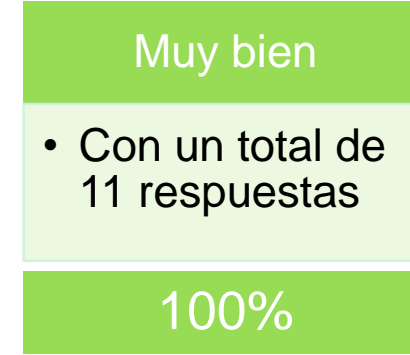 Muy bien
• Con un total de
11 respuestas
100%